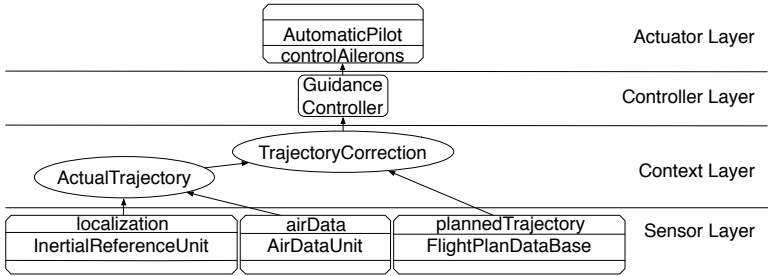 AutomaticPilot
controlAilerons
Actuator Layer
Guidance
Controller
Controller Layer
TrajectoryCorrection
ActualTrajectory
Context Layer
localization
InertialReferenceUnit
airData
AirDataUnit
plannedTrajectory
FlightPlanDataBase
Sensor Layer